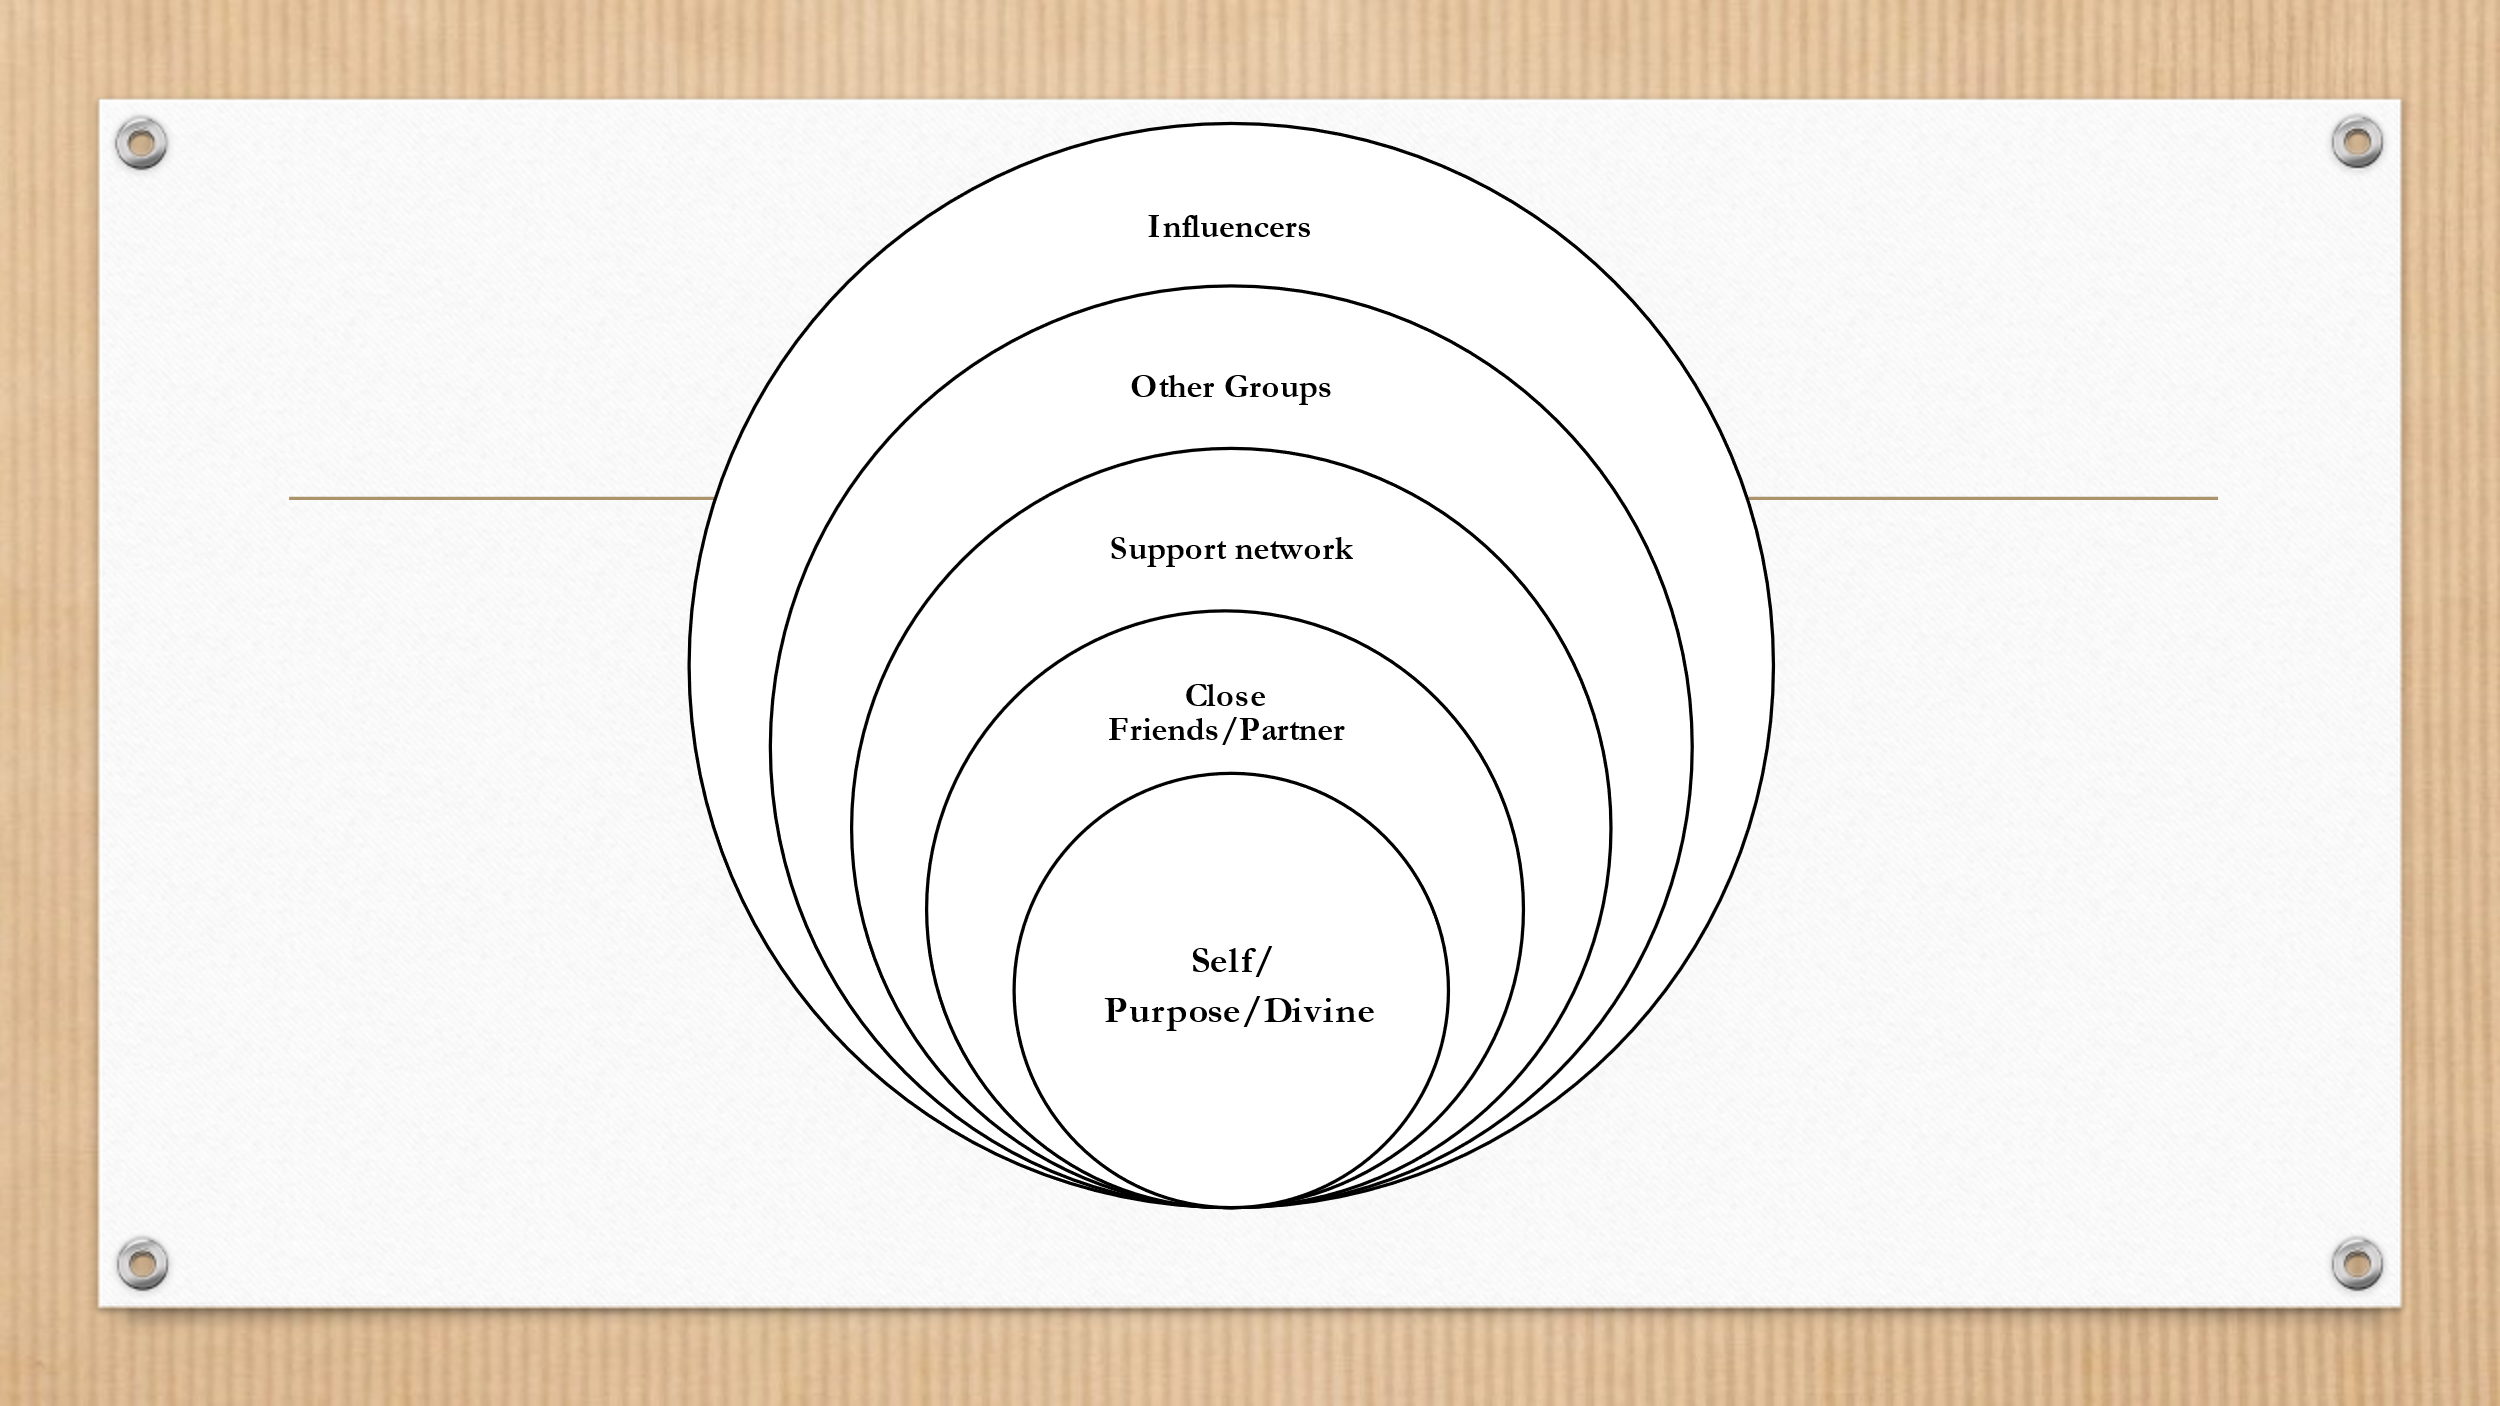 Influencers
Other Groups
Support network
Close
Friends/Partner
Self/
Purpose/Divine